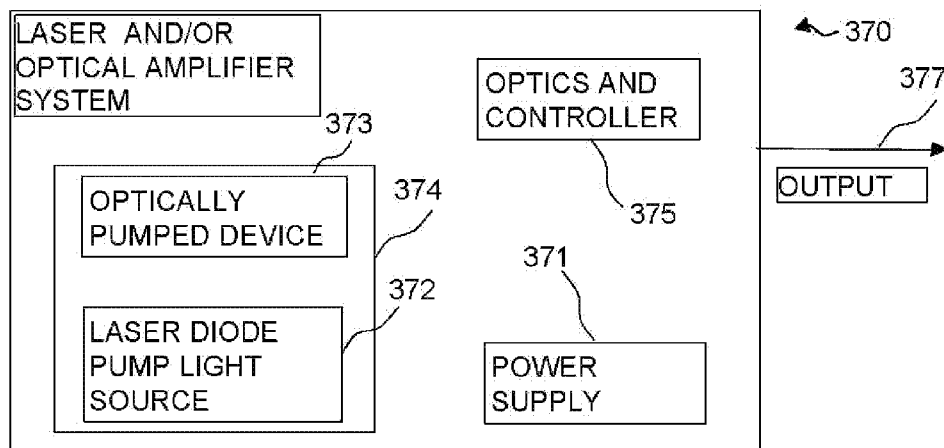 LASER AND/OR
OPTICAL AMPLIFIER
SYSTEM
370
377
OPTICS AND
CONTROLLER
373
OUTPUT
OPTICALLY
PUMPED DEVICE
374
375
371
372
LASER DIODE
PUMP LIGHT
SOURCE
POWER
SUPPLY